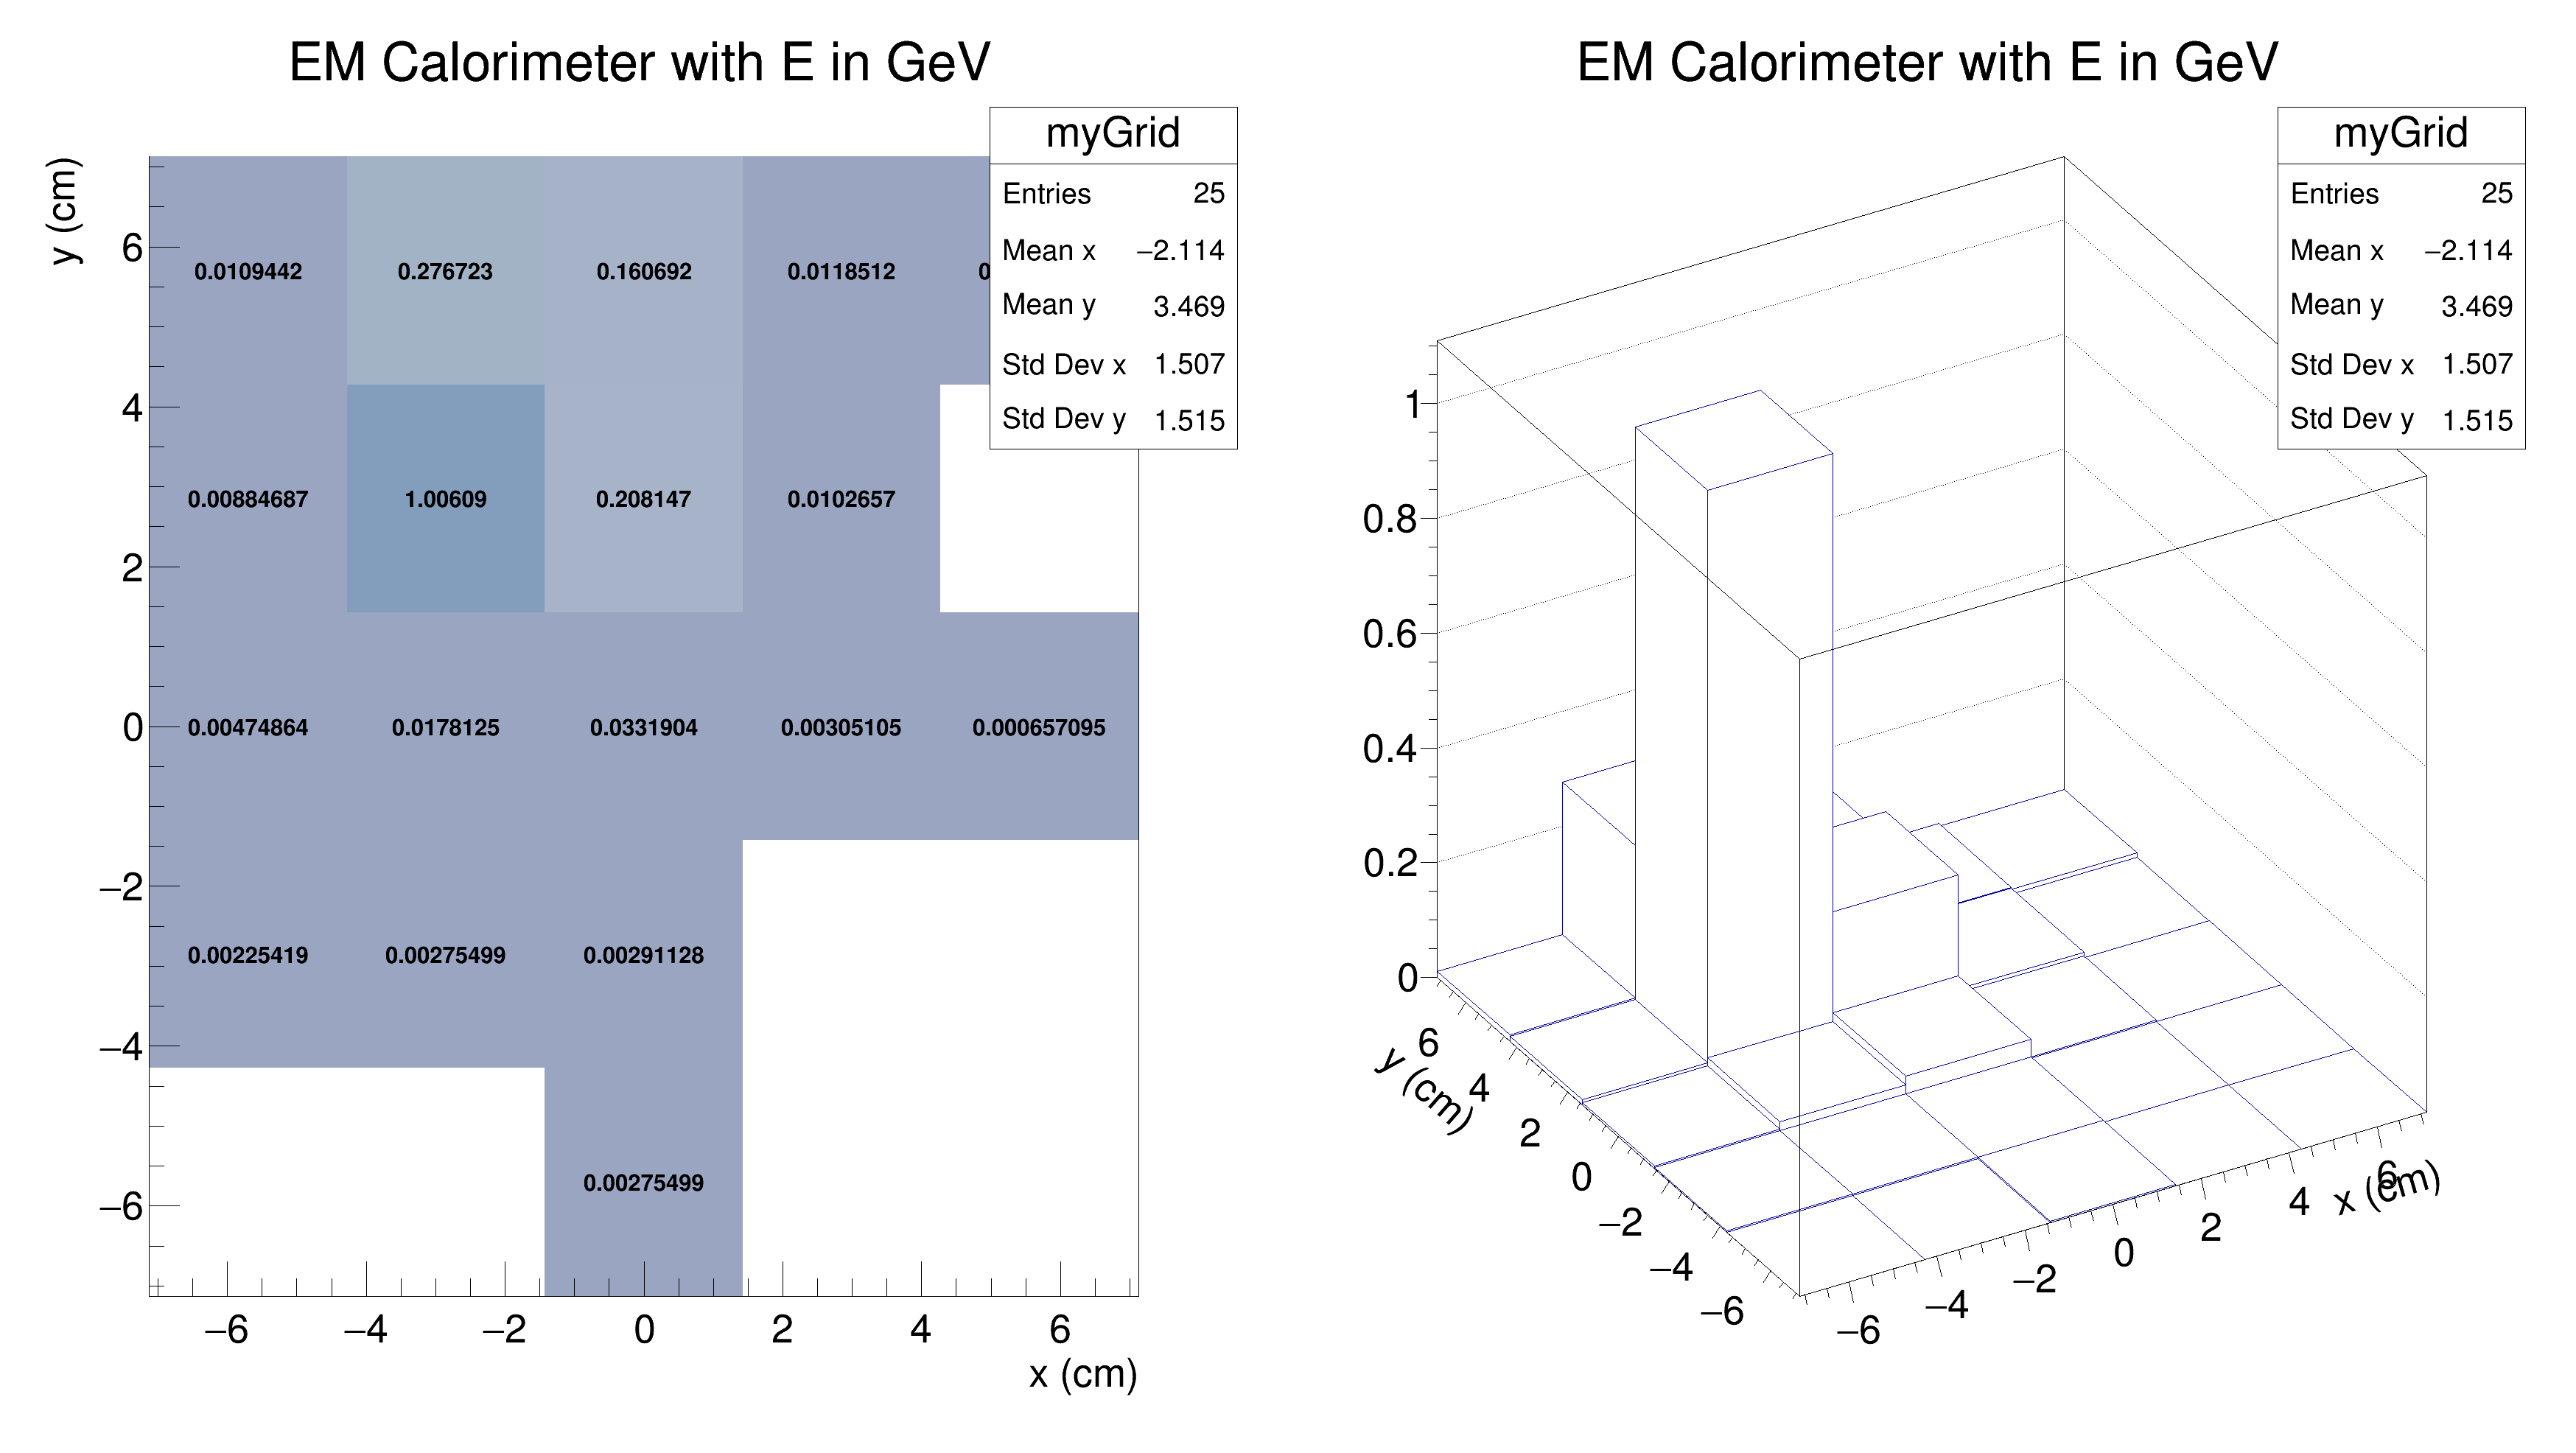 EM Calorimeter with E in GeV
myGrid
Entries 25
Mean x −2.114
Mean y 3.469
Std Dev x 1.507
Std Dev y 1.515
y (cm)
6
4
2
0
−2
−4
−6
0.0109442 0.276723 0.160692 0.0118512
0.00884687 1.00609 0.208147 0.0102657
0.00474864 0.0178125 0.0331904 0.00305105 0.000657095
0.00225419 0.00275499 0.00291128
0.00275499
−6 −4 −2 0 2 4 6
x (cm)
EM Calorimeter with E in GeV
myGrid
Entries 25
Mean x −2.114
Mean y 3.469
Std Dev x 1.507
Std Dev y 1.515
1
0.8
0.6
0.4
0.2
0
y (cm)
6
4
2
0
−2
−4
−6
−6
−4
−2
0
2
4
6
x (cm)